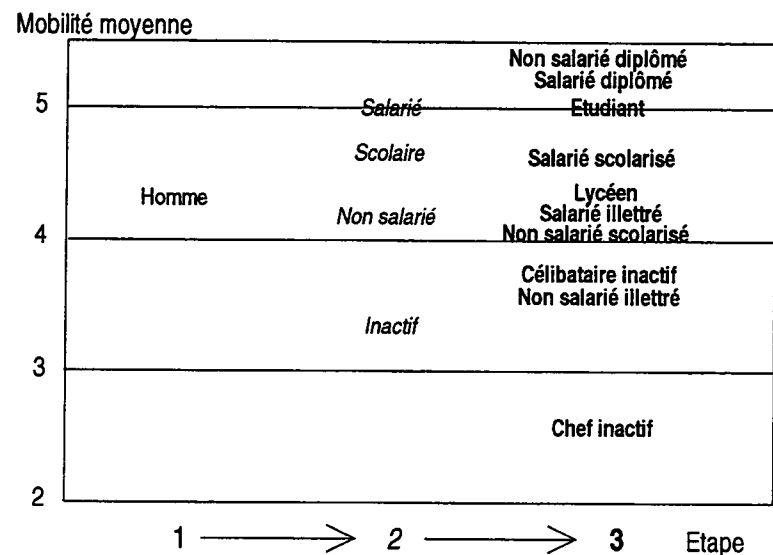 Mobilité moyenne
Non salarié diplômé
Salarié diplômé
5
Salarié
Etudiant
Scolaire
Salarié scolarisé
Homme
Lycéen
Non salarié
Salarié illettré
4
Non salarié scolarisé
Célibataire inactif
Non salarié illettré
Inactif
3
Chef inactif
2
1 2 3 Etape